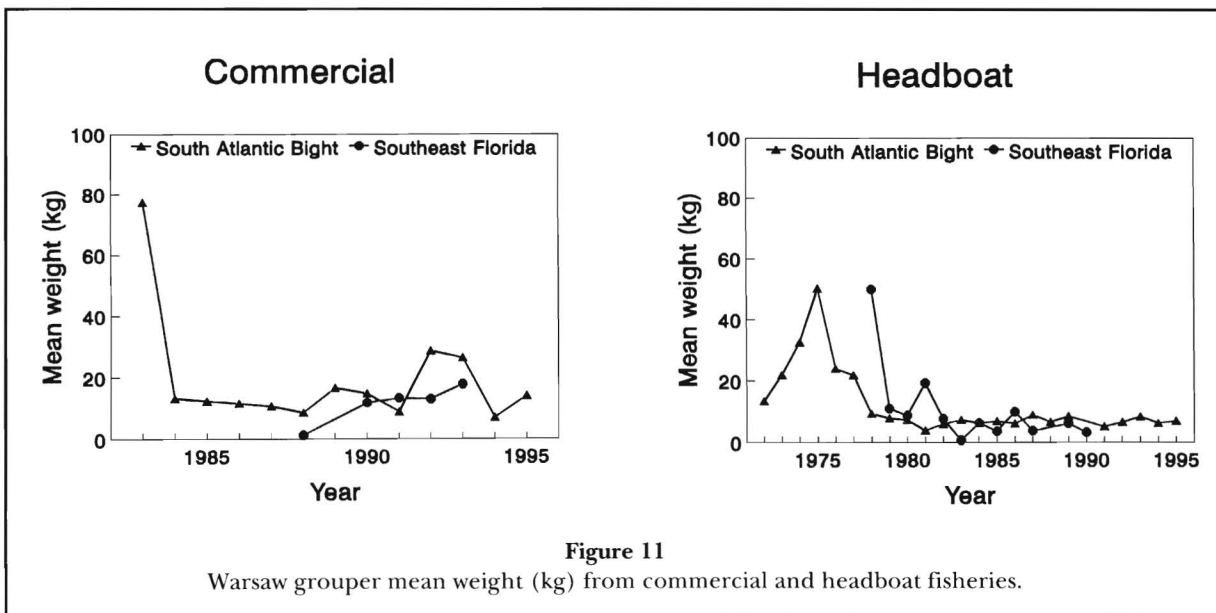 Commercial
Mean weight (kg)
100
80
60
40
20
0
South Atlantic Bight Southeast Florida
1985 1990 1995
Year
Headboat
Mean weight (kg)
100
80
60
40
20
0
South Atlantic Bight Southeast Florida
1975 1980 1985 1990 1995
Year
Figure 11
Warsaw grouper mean weight (kg) from commercial and headboat fisheries.